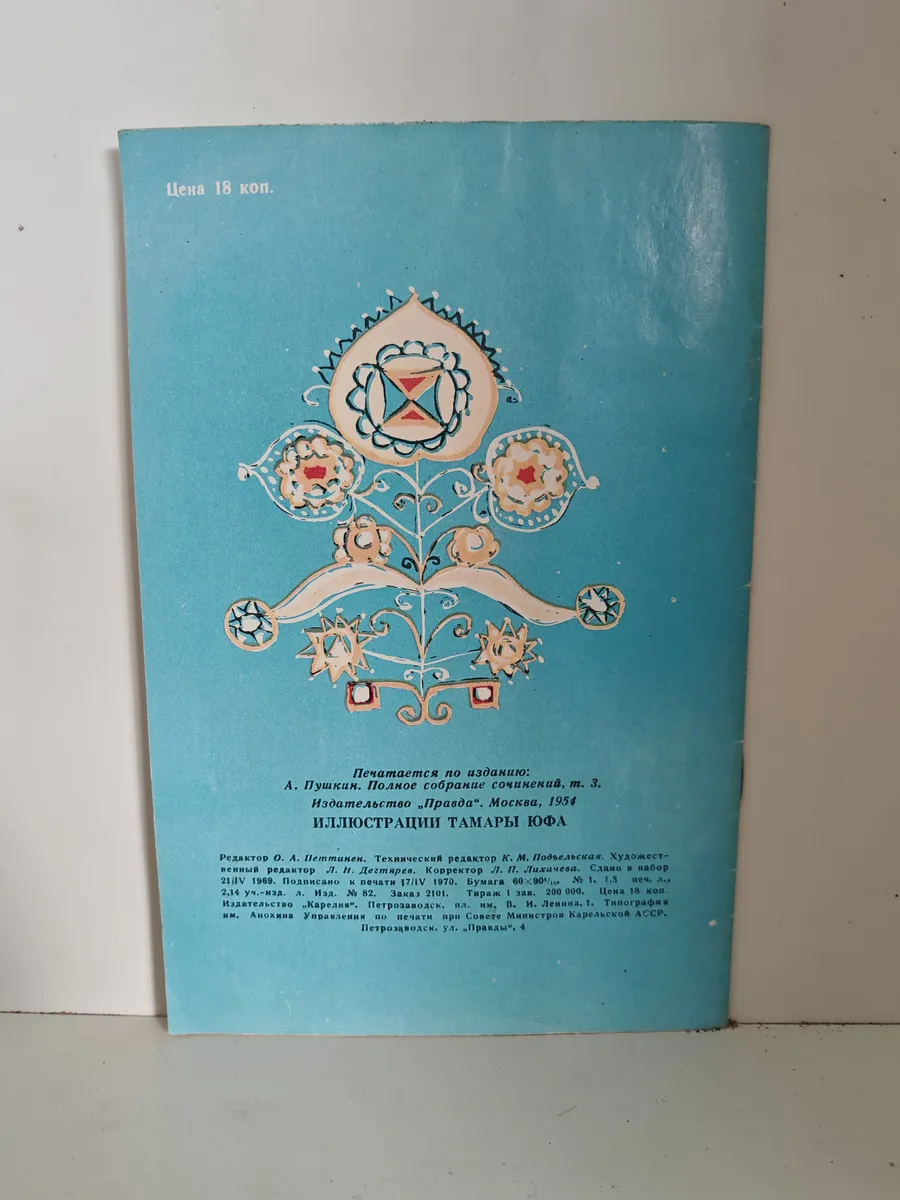 Цена 18 коп.
Печатается по изданию:
А. Пушкин. Полное собрание сочинений, т. 3.
Издательство „Правда“. Москва, 1954
ИЛЛЮСТРАЦИИ ТАМАРЫ ЮФА
Редактор О. А. Петтинен. Технический редактор К. М. Подъельская. Художест-
венный редактор Л. Н. Дегтярев. Корректор Л. П. Лихачева. Сдано в набор
21/IV 1969. Подписано к печати 17/IV 1970. Бумага 60×90¹/₁₆ № 1, 1,5 печ. л.,
2,14 уч.-изд. л. Изд. № 82. Заказ 2101. Тираж 1 зав. 200 000. Цена 18 коп.
Издательство „Карелия“. Петрозаводск, пл. им. В. И. Ленина, 1. Типография
им. Анохина Управления по печати при Совете Министров Карельской АССР.
Петрозаводск, ул. „Правды“, 4